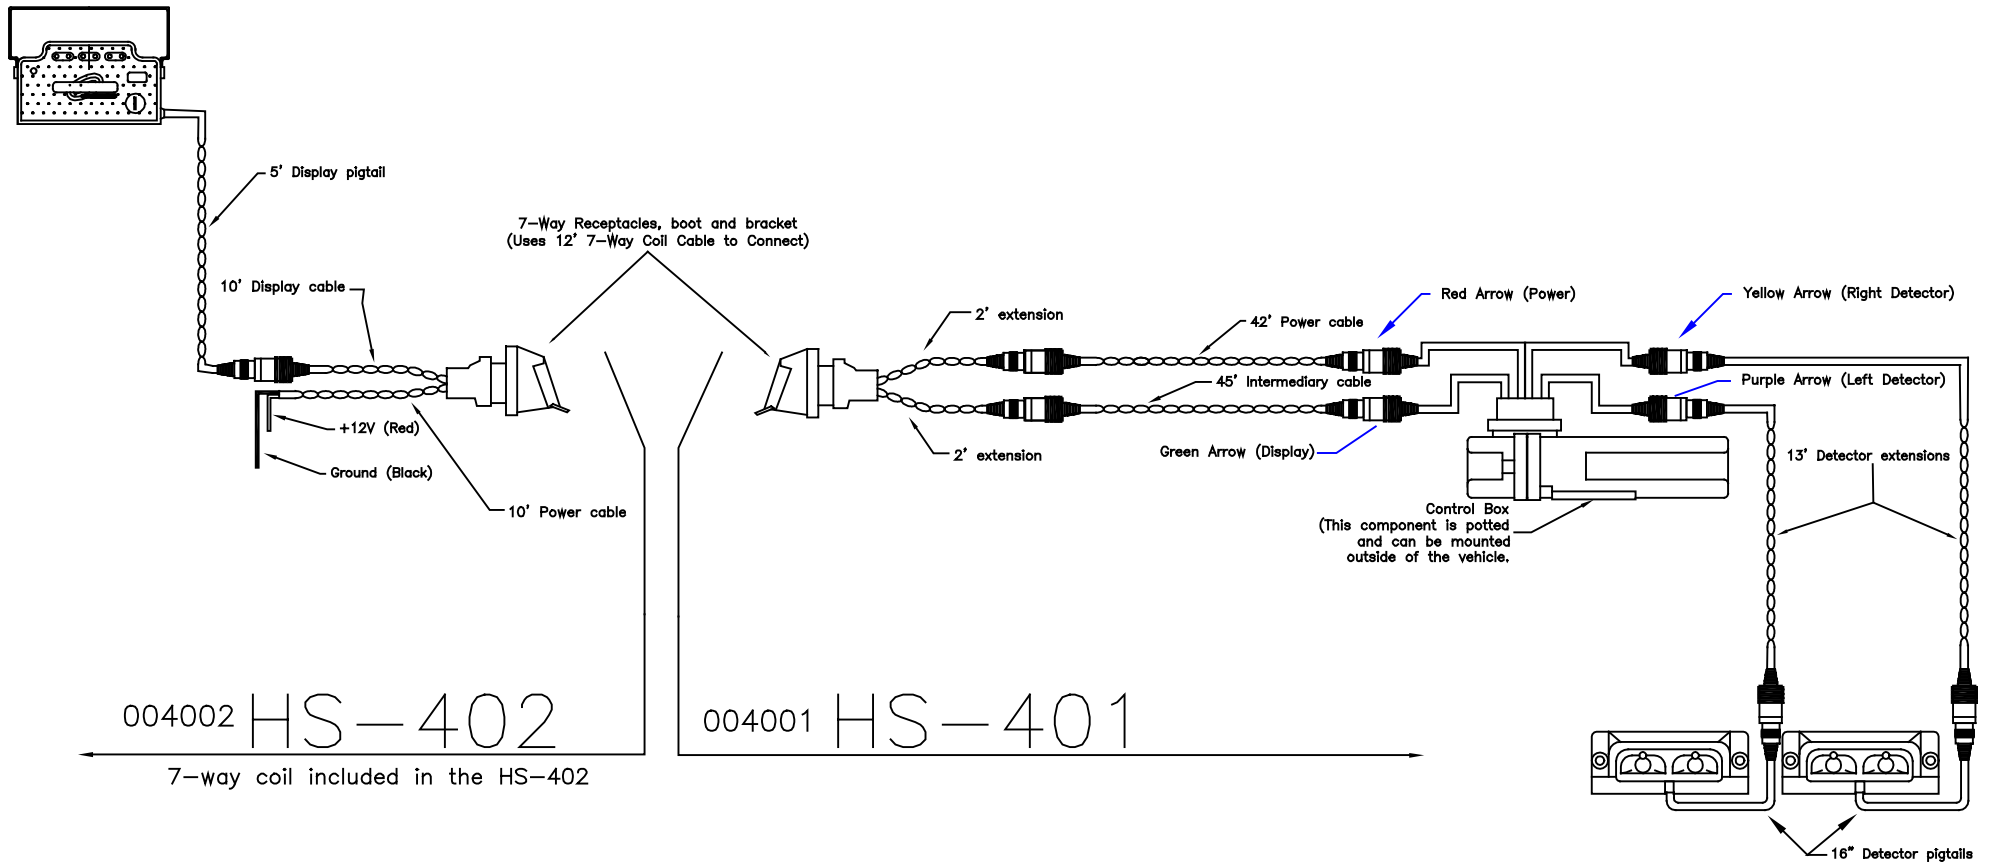 5' Display pigtail
7-Way Receptacles, boot and bracket
(Uses 12' 7-Way Coil Cable to Connect)
10' Display cable
2' extension
42' Power cable
Red Arrow (Power)
Yellow Arrow (Right Detector)
45' Intermediary cable
Purple Arrow (Left Detector)
+12V (Red)
Ground (Black)
2' extension
Green Arrow (Display)
13' Detector extensions
10' Power cable
Control Box
(This component is potted
and can be mounted
outside of the vehicle.
004002 HS-402
004001 HS-401
7-way coil included in the HS-402
16" Detector pigtails